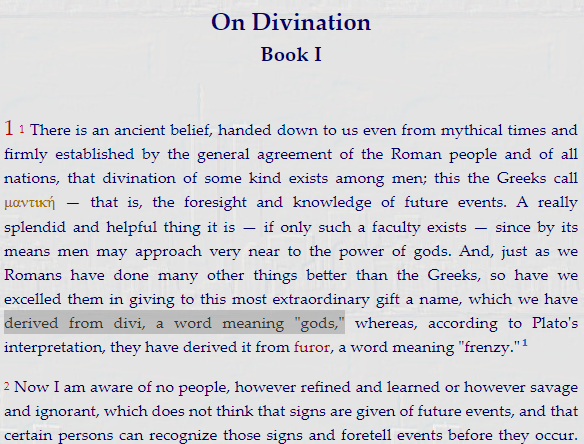 On Divination
Book I
1 1 There is an ancient belief, handed down to us even from mythical times and
firmly established by the general agreement of the Roman people and of all
nations, that divination of some kind exists among men; this the Greeks call
μαντική — that is, the foresight and knowledge of future events. A really
splendid and helpful thing it is — if only such a faculty exists — since by its
means men may approach very near to the power of gods. And, just as we
Romans have done many other things better than the Greeks, so have we
excelled them in giving to this most extraordinary gift a name, which we have
derived from divi, a word meaning "gods," whereas, according to Plato's
interpretation, they have derived it from furor, a word meaning "frenzy."1
2 Now I am aware of no people, however refined and learned or however savage
and ignorant, which does not think that signs are given of future events, and that
certain persons can recognize those signs and foretell events before they occur.